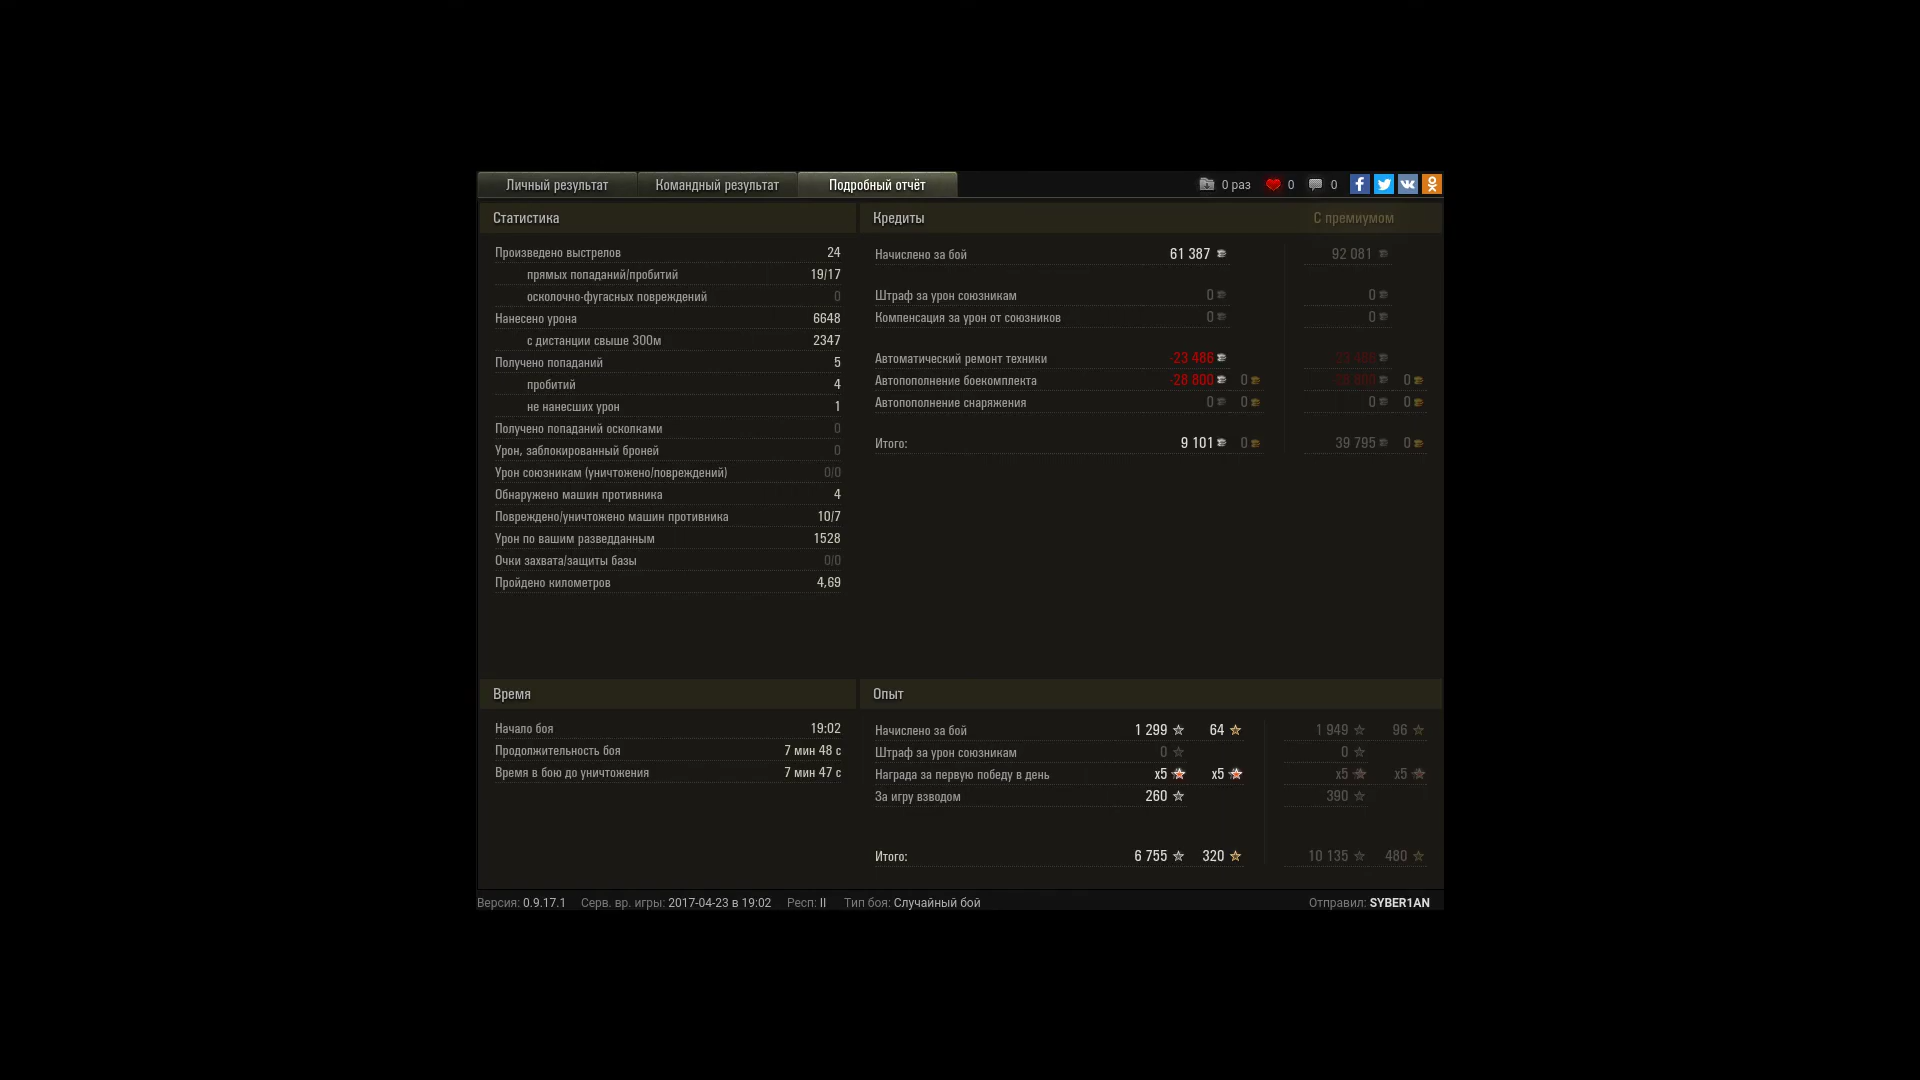 Личный результат Командный результат Подробный отчёт 0 раз 0 0
Статистика
Произведено выстрелов 24
прямых попаданий/пробитий 19/17
осколочно-фугасных повреждений 0
Нанесено урона 6648
с дистанции свыше 300м 2347
Получено попаданий 5
пробитий 4
не нанесших урон 1
Получено попаданий осколками 0
Урон, заблокированный броней 0
Урон союзникам (уничтожено/повреждений) 0/0
Обнаружено машин противника 4
Повреждено/уничтожено машин противника 10/7
Урон по вашим разведданным 1528
Очки захвата/защиты базы 0/0
Пройдено километров 4,69
Кредиты С премиумом
Начислено за бой 61 387 92 081
Штраф за урон союзникам 0 0
Компенсация за урон от союзников 0 0
Автоматический ремонт техники -23 486 -23 486
Автопополнение боекомплекта -28 800 0 -28 800 0
Автопополнение снаряжения 0 0 0 0
Итого: 9 101 0 39 795 0
Время
Начало боя 19:02
Продолжительность боя 7 мин 48 с
Время в бою до уничтожения 7 мин 47 с
Опыт
Начислено за бой 1 299 64 1 949 96
Штраф за урон союзникам 0 0
Награда за первую победу в день x5 x5 x5 x5
За игру взводом 260 390
Итого: 6 755 320 10 135 480
Версия: 0.9.17.1 Серв. вр. игры: 2017-04-23 в 19:02 Респ: II Тип боя: Случайный бой Отправил: SYBER1AN